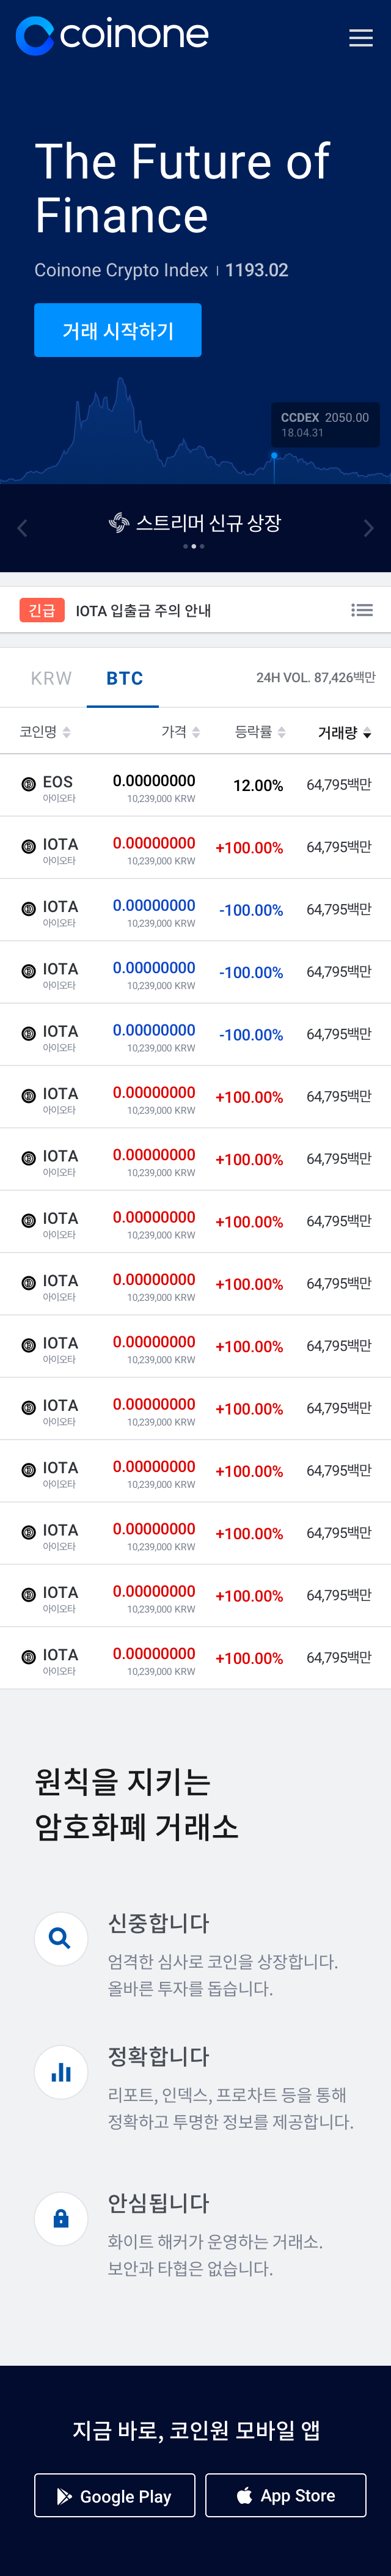 coinone
The Future of
Finance
Coinone Crypto Index | 1193.02
거래 시작하기
CCDEX 2050.00
18.04.31
스트리머 신규 상장
긴급 IOTA 입출금 주의 안내
KRW BTC 24H VOL. 87,426백만
코인명 가격 등락률 거래량
EOS 0.00000000 12.00% 64,795백만
아이오타 10,239,000 KRW
IOTA 0.00000000 +100.00% 64,795백만
아이오타 10,239,000 KRW
IOTA 0.00000000 -100.00% 64,795백만
아이오타 10,239,000 KRW
IOTA 0.00000000 -100.00% 64,795백만
아이오타 10,239,000 KRW
IOTA 0.00000000 -100.00% 64,795백만
아이오타 10,239,000 KRW
IOTA 0.00000000 +100.00% 64,795백만
아이오타 10,239,000 KRW
IOTA 0.00000000 +100.00% 64,795백만
아이오타 10,239,000 KRW
IOTA 0.00000000 +100.00% 64,795백만
아이오타 10,239,000 KRW
IOTA 0.00000000 +100.00% 64,795백만
아이오타 10,239,000 KRW
IOTA 0.00000000 +100.00% 64,795백만
아이오타 10,239,000 KRW
IOTA 0.00000000 +100.00% 64,795백만
아이오타 10,239,000 KRW
IOTA 0.00000000 +100.00% 64,795백만
아이오타 10,239,000 KRW
IOTA 0.00000000 +100.00% 64,795백만
아이오타 10,239,000 KRW
IOTA 0.00000000 +100.00% 64,795백만
아이오타 10,239,000 KRW
IOTA 0.00000000 +100.00% 64,795백만
아이오타 10,239,000 KRW
원칙을 지키는
암호화폐 거래소
신중합니다
엄격한 심사로 코인을 상장합니다.
올바른 투자를 돕습니다.
정확합니다
리포트, 인덱스, 프로차트 등을 통해
정확하고 투명한 정보를 제공합니다.
안심됩니다
화이트 해커가 운영하는 거래소.
보안과 타협은 없습니다.
지금 바로, 코인원 모바일 앱
Google Play App Store